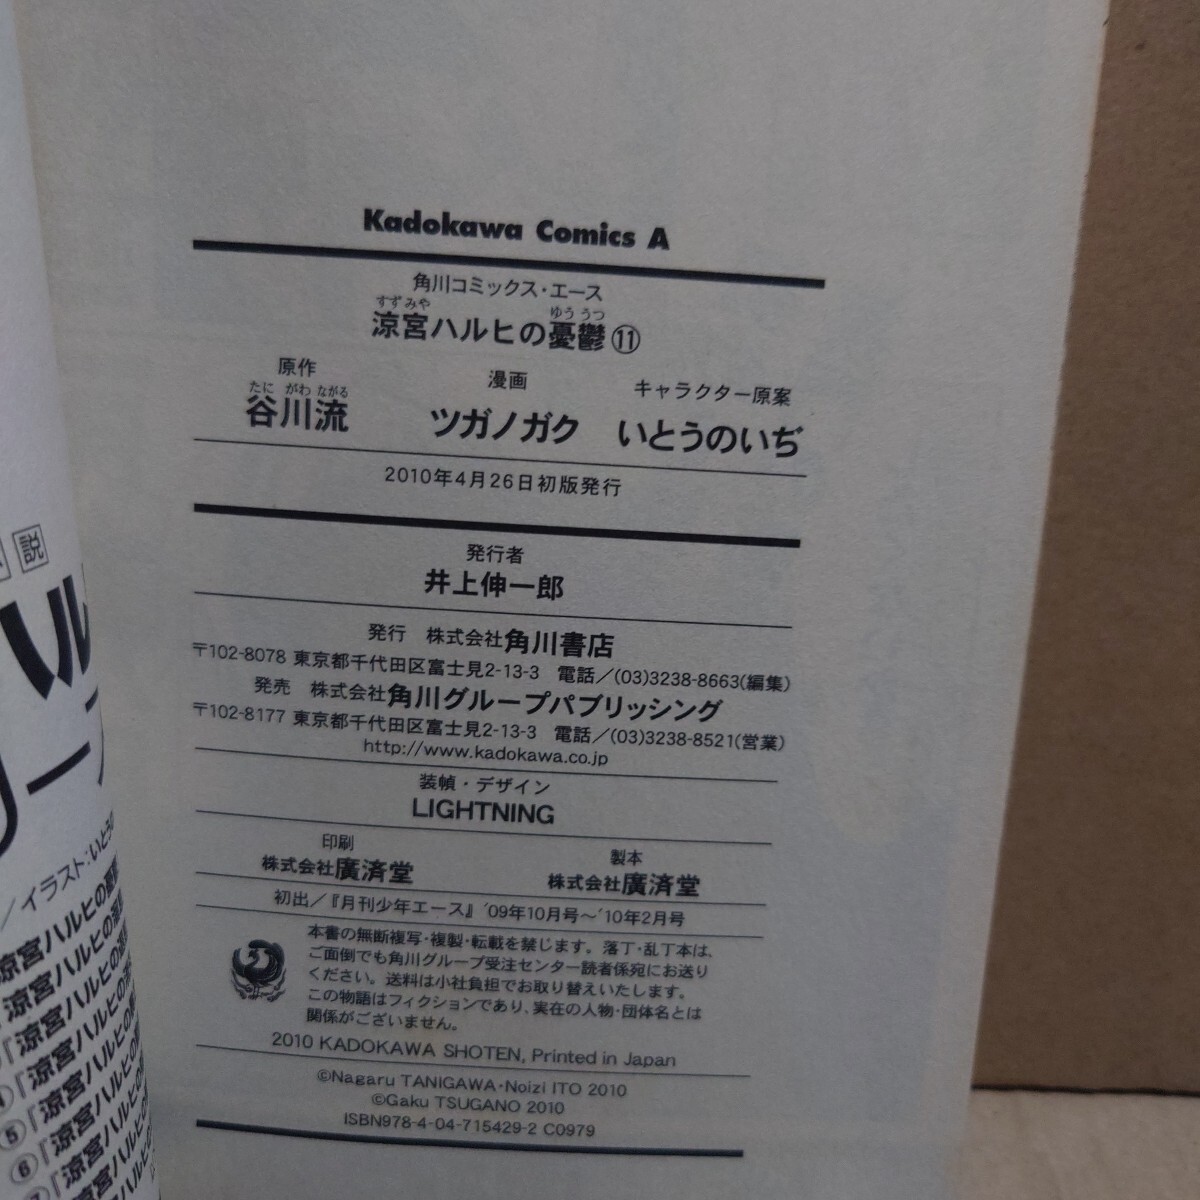 Kadokawa Comics A
角川コミックス・エース
すずみや ゆううつ
涼宮ハルヒの憂鬱⑪
原作 漫画 キャラクター原案
たに がわ ながる
谷川流 ツガノガク いとうのいぢ
2010年4月26日初版発行
発行者
井上伸一郎
発行 株式会社角川書店
〒102-8078 東京都千代田区富士見2-13-3 電話/(03)3238-8663(編集)
発売 株式会社角川グループパブリッシング
〒102-8177 東京都千代田区富士見2-13-3 電話/(03)3238-8521(営業)
http://www.kadokawa.co.jp
装幀・デザイン
LIGHTNING
印刷 製本
株式会社廣済堂 株式会社廣済堂
初出/『月刊少年エース』'09年10月号〜'10年2月号
本書の無断複写・複製・転載を禁じます。落丁・乱丁本は、
ご面倒でも角川グループ受注センター読者係宛にお送り
ください。送料は小社負担でお取り替えいたします。
この物語はフィクションであり、実在の人物・団体名とは
関係がございません。
2010 KADOKAWA SHOTEN, Printed in Japan
©Nagaru TANIGAWA・Noizi ITO 2010
©Gaku TSUGANO 2010
ISBN978-4-04-715429-2 C0979
説
ハル
リーズ
/イラスト:いとう
涼宮ハルヒの憂鬱
涼宮ハルヒの
「涼宮ハルヒの
④「涼宮ハルヒの
⑤「涼宮ハルヒの
⑥「涼宮ハルヒの
「涼宮ハルヒの